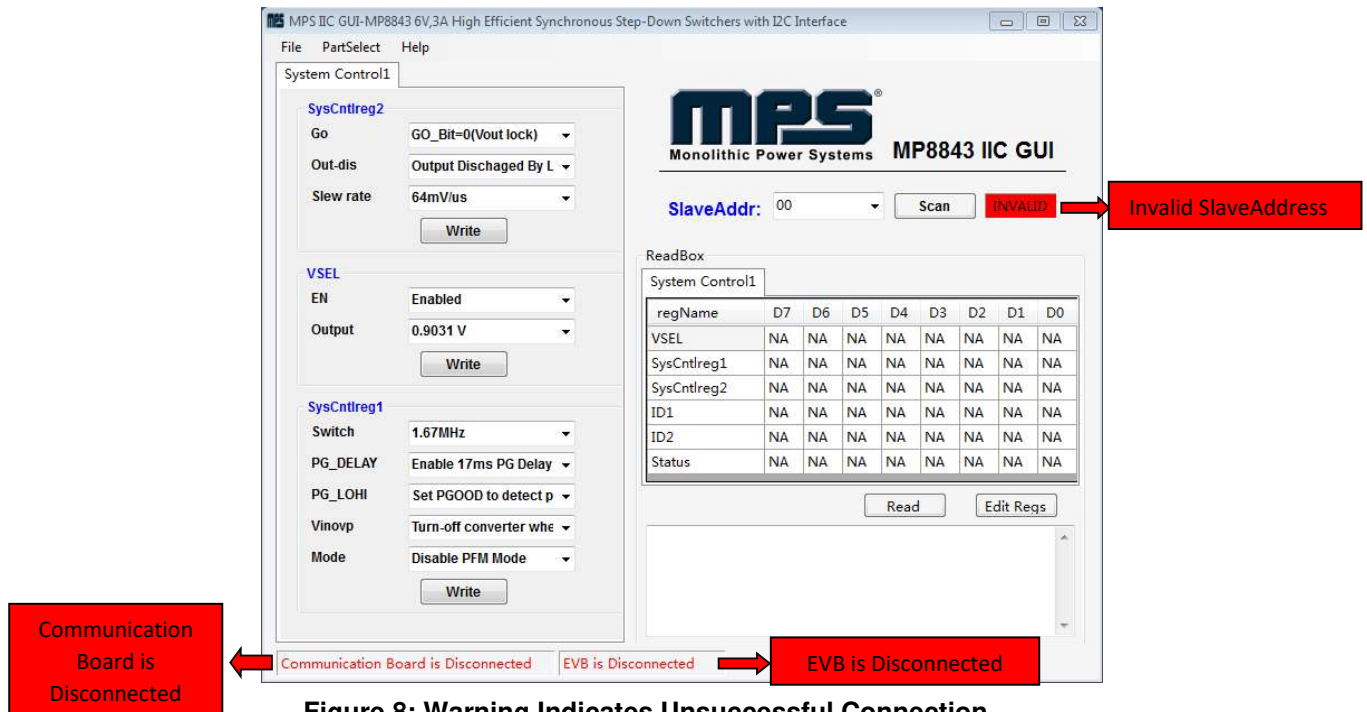 MPS IIC GUI-MP8843 6V,3A High Efficient Synchronous Step-Down Switchers with I2C Interface
File PartSelect Help
System Control1
SysCntlreg2
Go GO_Bit=0(Vout lock)
Out-dis Output Dischaged By L
Slew rate 64mV/us
Write
VSEL
EN Enabled
Output 0.9031 V
Write
SysCntlreg1
Switch 1.67MHz
PG_DELAY Enable 17ms PG Delay
PG_LOHI Set PGOOD to detect p
Vinovp Turn-off converter whe
Mode Disable PFM Mode
Write
mps®
Monolithic Power Systems MP8843 IIC GUI
SlaveAddr: 00 Scan INVALID
Invalid SlaveAddress
ReadBox
System Control1
regName D7 D6 D5 D4 D3 D2 D1 D0
VSEL NA NA NA NA NA NA NA NA
SysCntlreg1 NA NA NA NA NA NA NA NA
SysCntlreg2 NA NA NA NA NA NA NA NA
ID1 NA NA NA NA NA NA NA NA
ID2 NA NA NA NA NA NA NA NA
Status NA NA NA NA NA NA NA NA
Read Edit Regs
Communication
Board is
Disconnected
Communication Board is Disconnected EVB is Disconnected
EVB is Disconnected
Figure 8: Warning Indicates Unsuccessful Connection